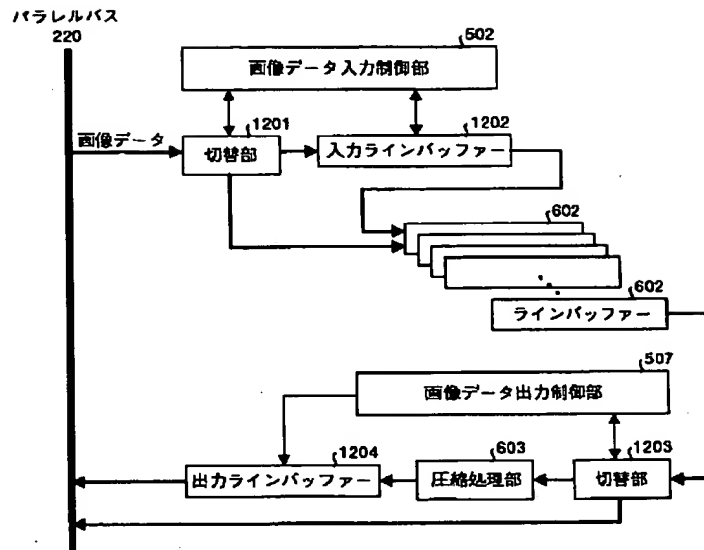 パラレルバス
220
502
画像データ入力制御部
画像データ
1201
切替部
1202
入力ラインバッファー
602
602
ラインバッファー
507
画像データ出力制御部
1204
出力ラインバッファー
603
圧縮処理部
1203
切替部